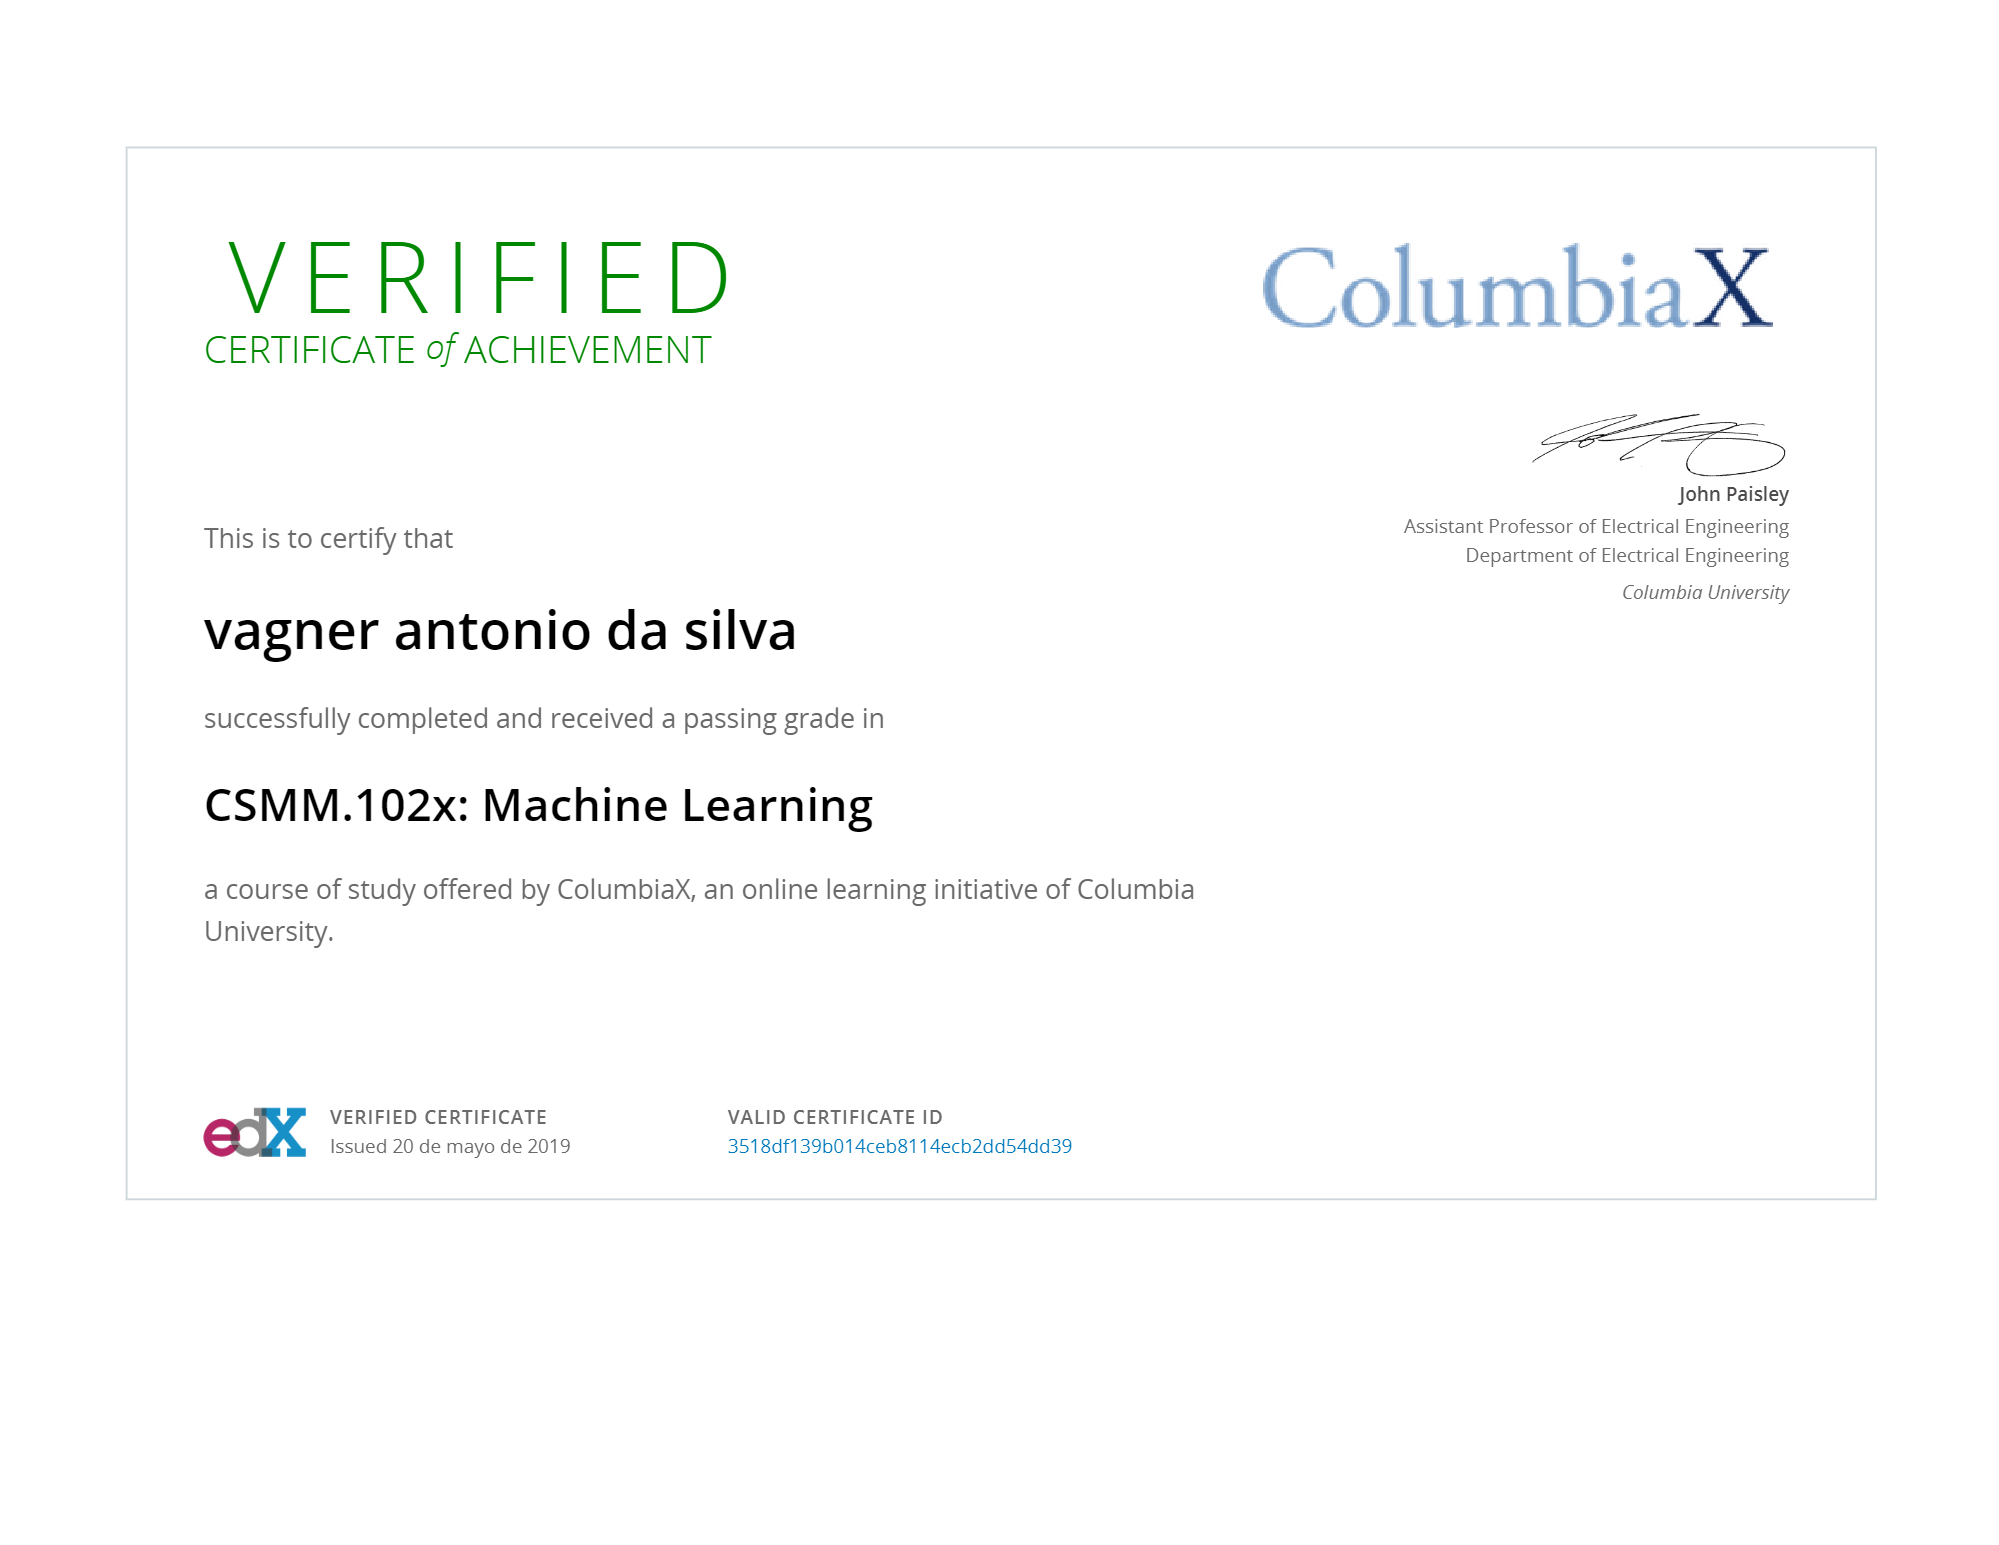 VERIFIED
CERTIFICATE of ACHIEVEMENT
ColumbiaX
John Paisley
Assistant Professor of Electrical Engineering
Department of Electrical Engineering
Columbia University
This is to certify that
vagner antonio da silva
successfully completed and received a passing grade in
CSMM.102x: Machine Learning
a course of study offered by ColumbiaX, an online learning initiative of Columbia
University.
edX
VERIFIED CERTIFICATE
Issued 20 de mayo de 2019
VALID CERTIFICATE ID
3518df139b014ceb8114ecb2dd54dd39